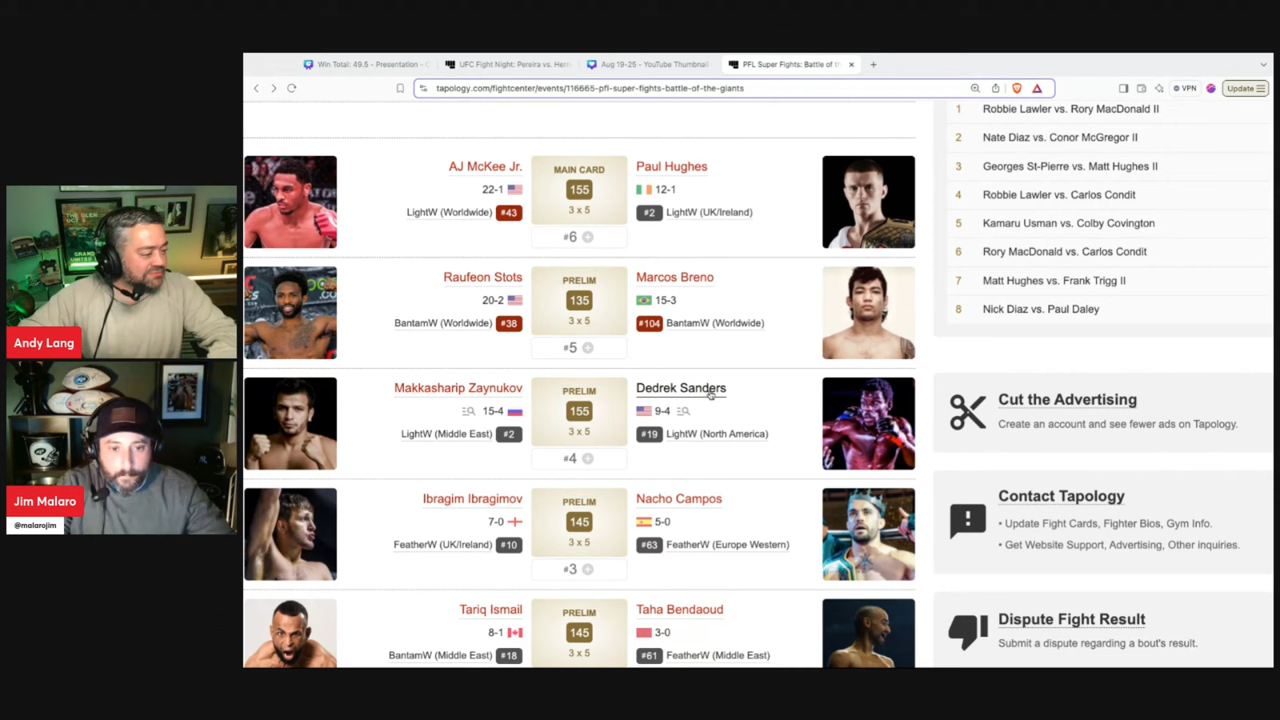 Win Total: 49.5 - Presentation - C
UFC Fight Night: Pereira vs. Hern
Aug 19-25 - YouTube Thumbnail
PFL Super Fights: Battle of th
tapology.com/fightcenter/events/116665-pfl-super-fights-battle-of-the-giants
VPN
Update
AJ McKee Jr.
22-1
LightW (Worldwide) #43
MAIN CARD
155
3 x 5
#6
Paul Hughes
12-1
#2 LightW (UK/Ireland)
Raufeon Stots
20-2
BantamW (Worldwide) #38
PRELIM
135
3 x 5
#5
Marcos Breno
15-3
#104 BantamW (Worldwide)
Makkasharip Zaynukov
15-4
LightW (Middle East) #2
PRELIM
155
3 x 5
#4
Dedrek Sanders
9-4
#19 LightW (North America)
Ibragim Ibragimov
7-0
FeatherW (UK/Ireland) #10
PRELIM
145
3 x 5
#3
Nacho Campos
5-0
#63 FeatherW (Europe Western)
Tariq Ismail
8-1
BantamW (Middle East) #18
PRELIM
145
3 x 5
Taha Bendaoud
3-0
#61 FeatherW (Middle East)
1 Robbie Lawler vs. Rory MacDonald II
2 Nate Diaz vs. Conor McGregor II
3 Georges St-Pierre vs. Matt Hughes II
4 Robbie Lawler vs. Carlos Condit
5 Kamaru Usman vs. Colby Covington
6 Rory MacDonald vs. Carlos Condit
7 Matt Hughes vs. Frank Trigg II
8 Nick Diaz vs. Paul Daley
Cut the Advertising
Create an account and see fewer ads on Tapology.
Contact Tapology
• Update Fight Cards, Fighter Bios, Gym Info.
• Get Website Support, Advertising, Other inquiries.
Dispute Fight Result
Submit a dispute regarding a bout's result.
Andy Lang
Jim Malaro
@malarojim